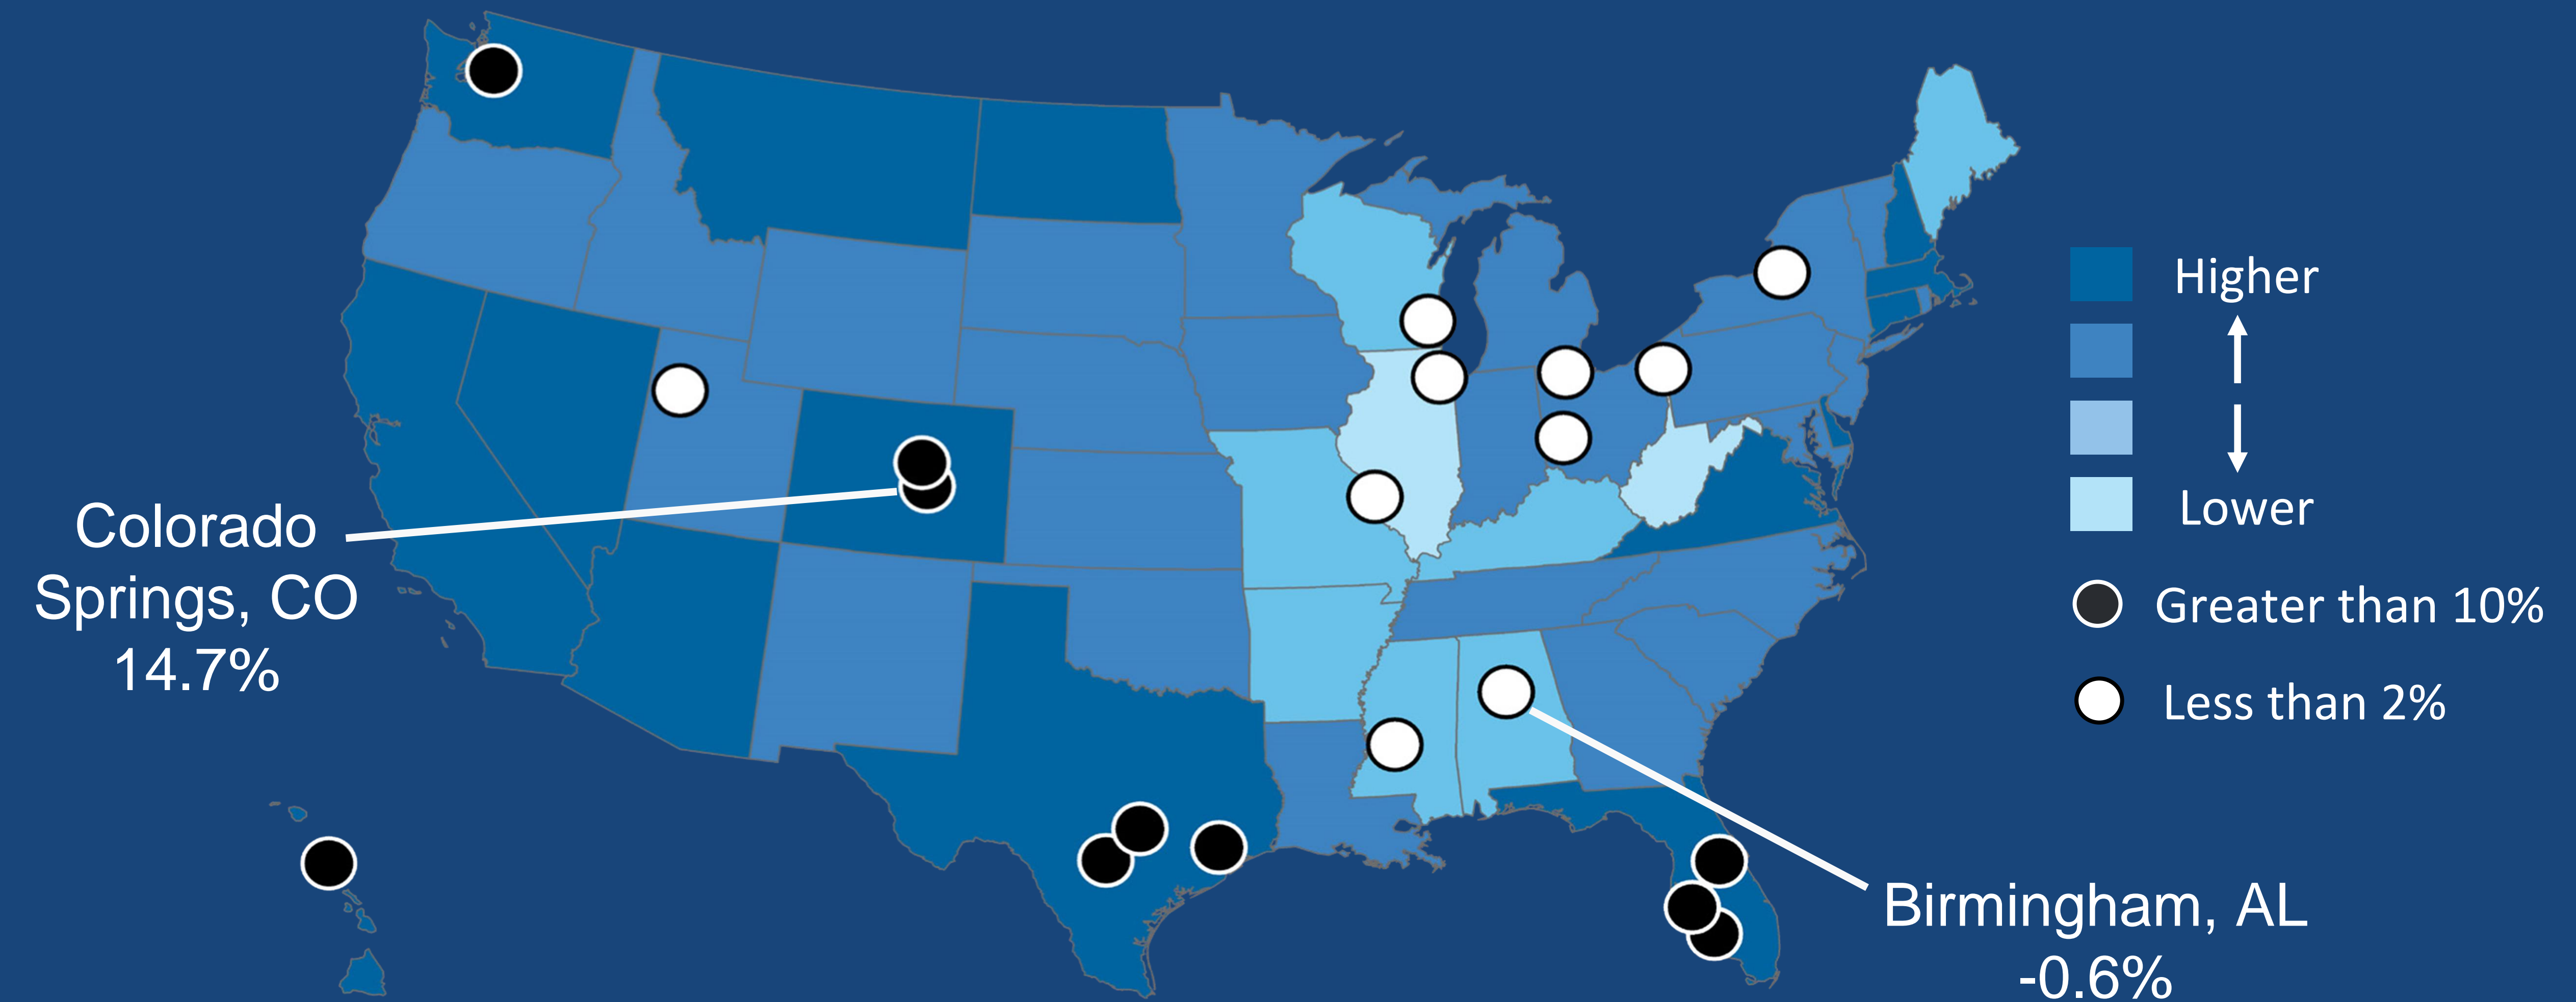 Colorado
Springs, CO
14.7%
Higher
Lower
Greater than 10%
Less than 2%
Birmingham, AL
-0.6%